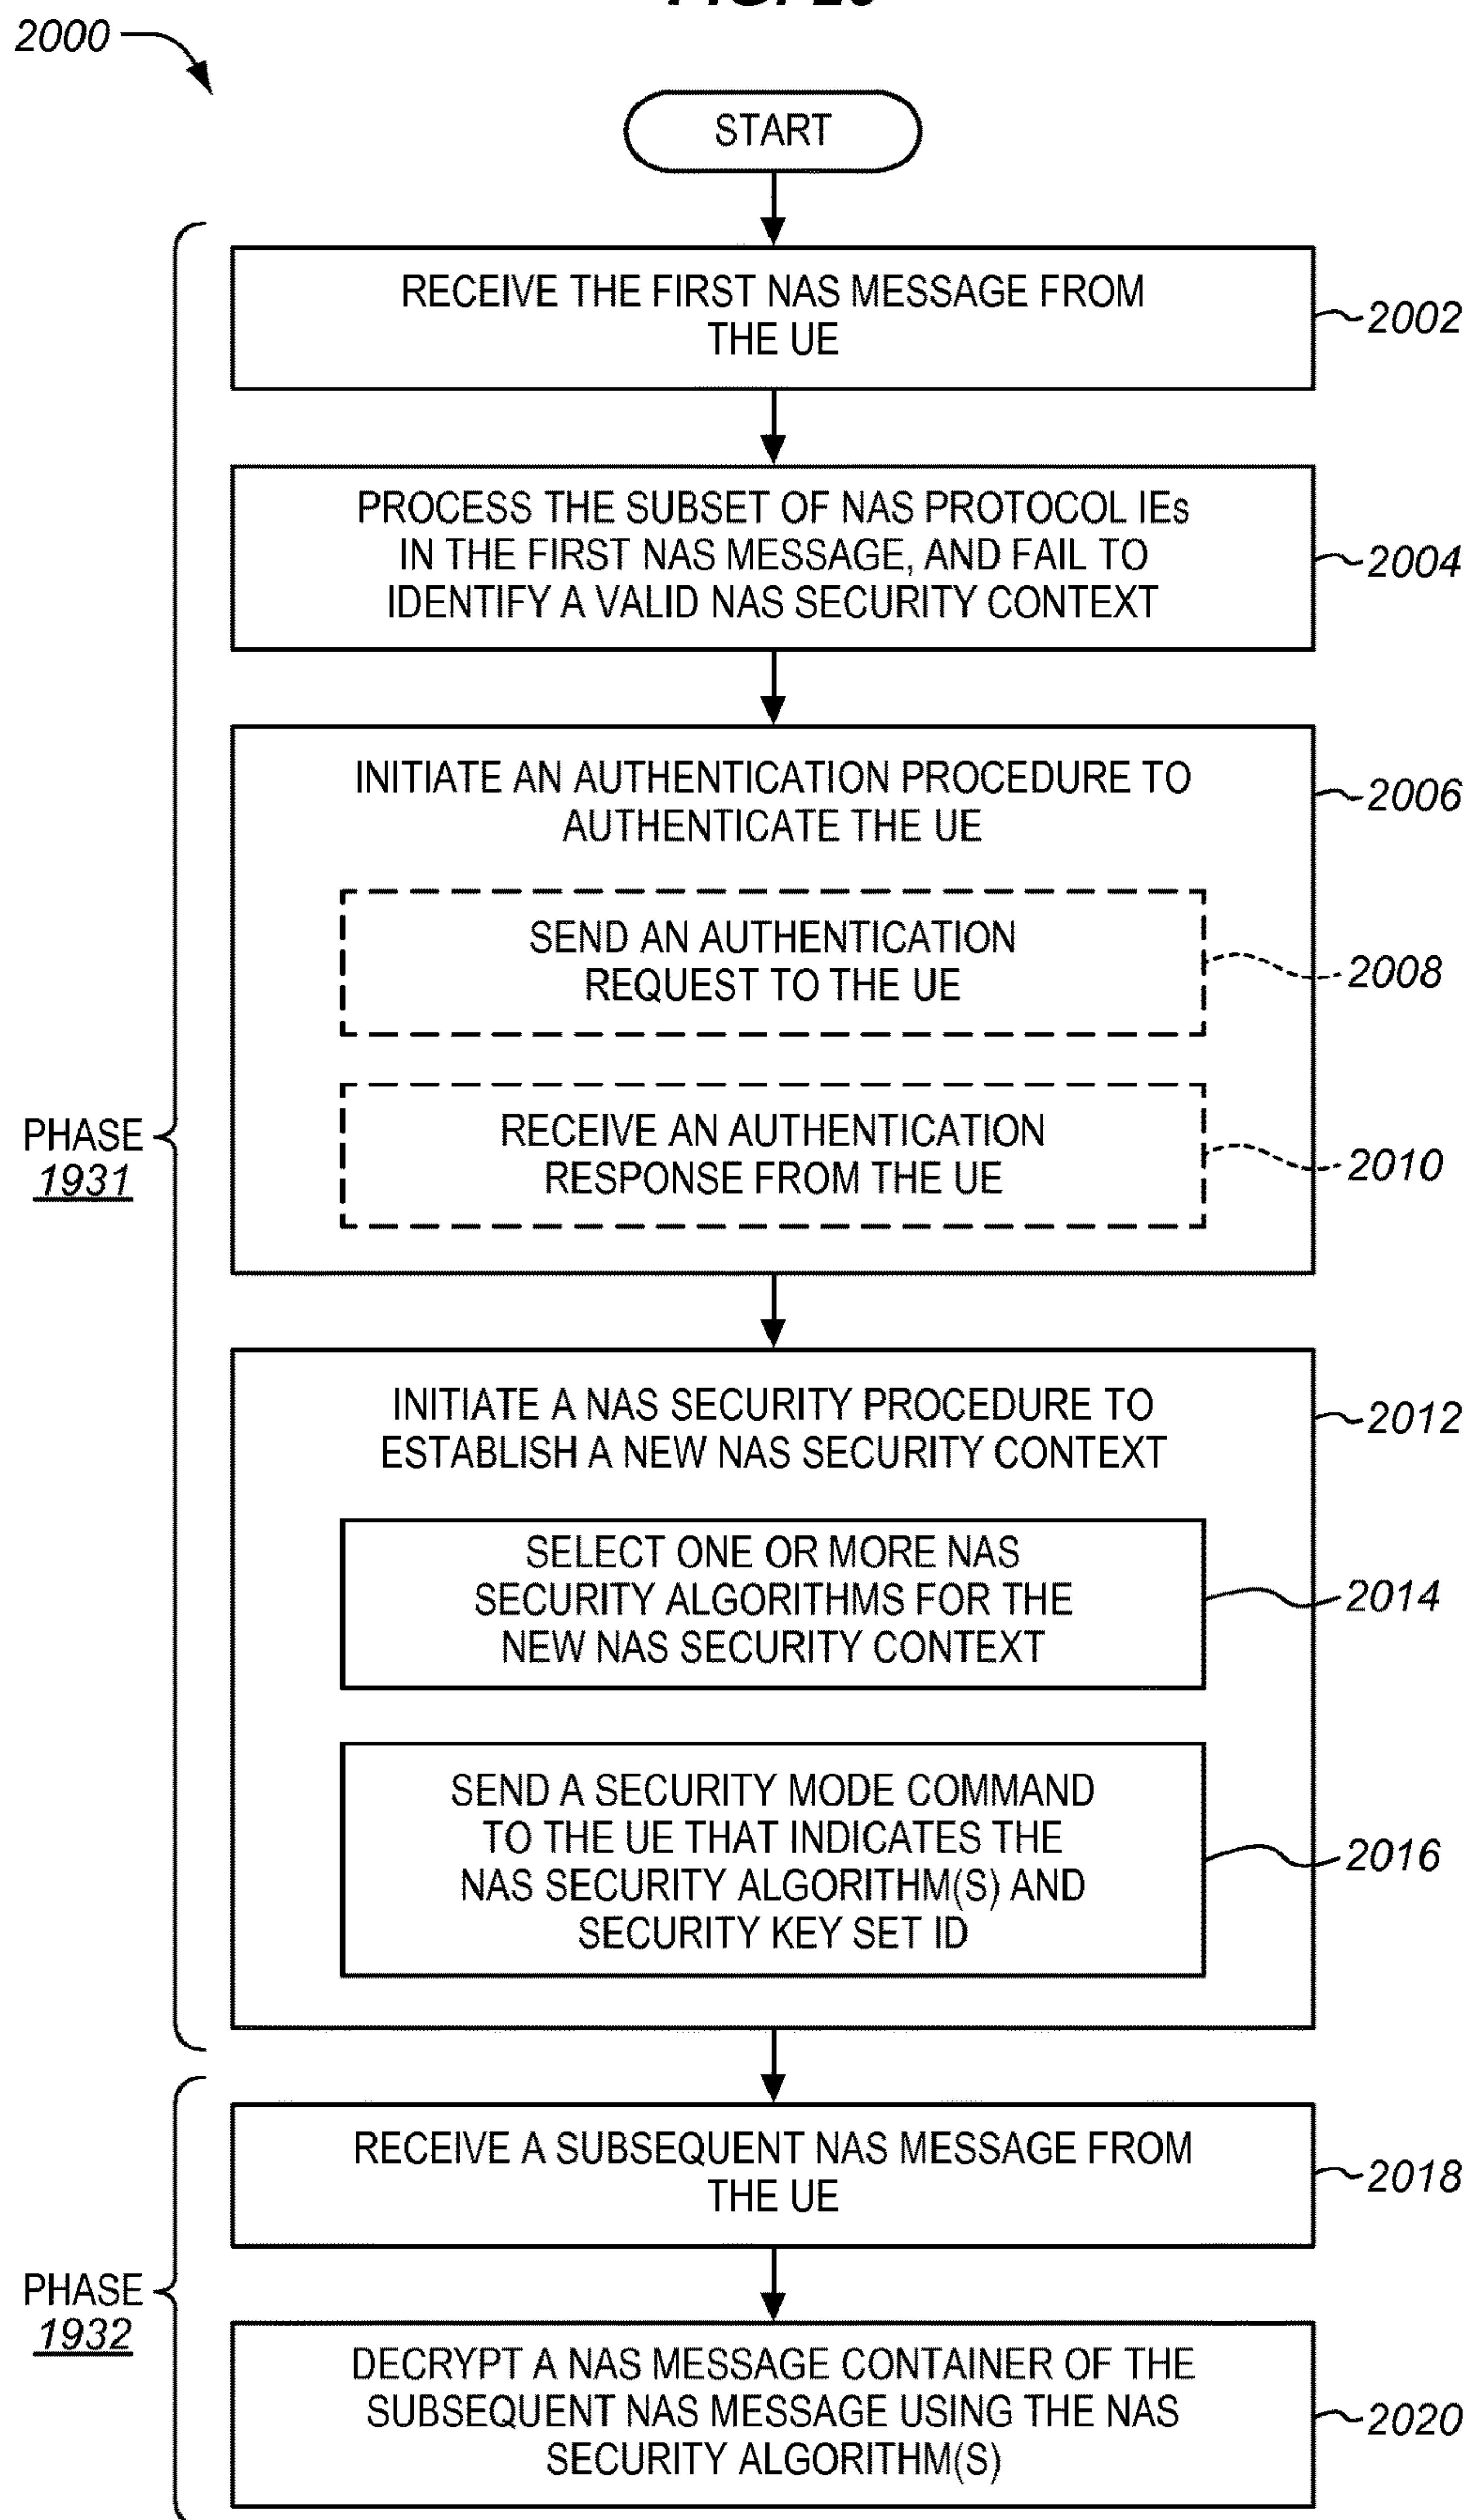 2000
START
RECEIVE THE FIRST NAS MESSAGE FROM
THE UE
2002
PROCESS THE SUBSET OF NAS PROTOCOL IEs
IN THE FIRST NAS MESSAGE, AND FAIL TO
IDENTIFY A VALID NAS SECURITY CONTEXT
2004
INITIATE AN AUTHENTICATION PROCEDURE TO
AUTHENTICATE THE UE
2006
SEND AN AUTHENTICATION
REQUEST TO THE UE
2008
RECEIVE AN AUTHENTICATION
RESPONSE FROM THE UE
2010
PHASE
1931
INITIATE A NAS SECURITY PROCEDURE TO
ESTABLISH A NEW NAS SECURITY CONTEXT
2012
SELECT ONE OR MORE NAS
SECURITY ALGORITHMS FOR THE
NEW NAS SECURITY CONTEXT
2014
SEND A SECURITY MODE COMMAND
TO THE UE THAT INDICATES THE
NAS SECURITY ALGORITHM(S) AND
SECURITY KEY SET ID
2016
RECEIVE A SUBSEQUENT NAS MESSAGE FROM
THE UE
2018
PHASE
1932
DECRYPT A NAS MESSAGE CONTAINER OF THE
SUBSEQUENT NAS MESSAGE USING THE NAS
SECURITY ALGORITHM(S)
2020